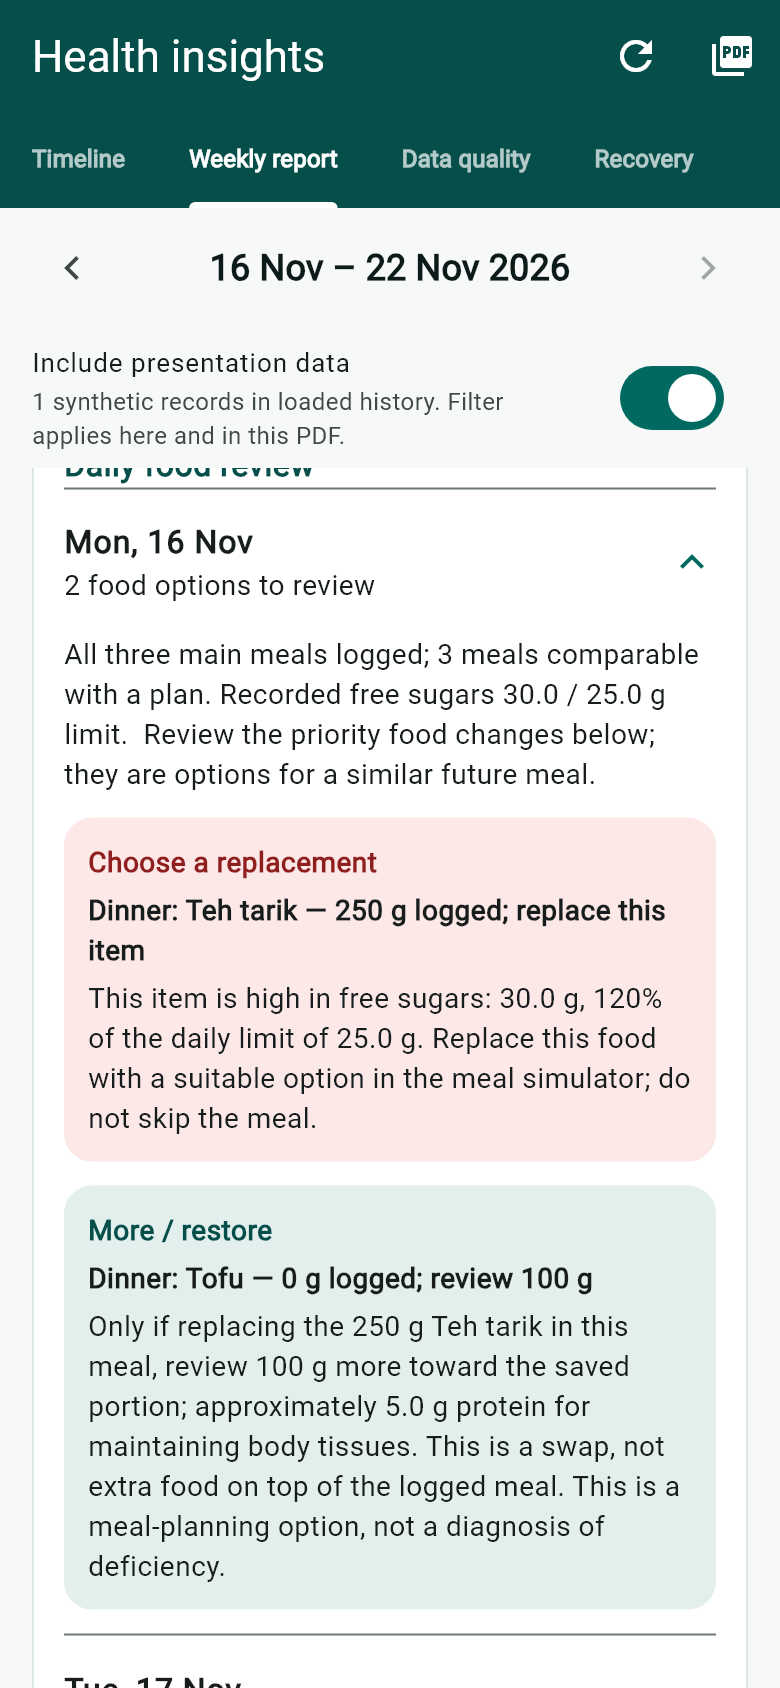 Health insights
PDF
Timeline
Weekly report
Data quality
Recovery
16 Nov – 22 Nov 2026
Include presentation data
1 synthetic records in loaded history. Filter
applies here and in this PDF.
Daily food review
Mon, 16 Nov
2 food options to review
All three main meals logged; 3 meals comparable
with a plan. Recorded free sugars 30.0 / 25.0 g
limit.  Review the priority food changes below;
they are options for a similar future meal.
Choose a replacement
Dinner: Teh tarik — 250 g logged; replace this
item
This item is high in free sugars: 30.0 g, 120%
of the daily limit of 25.0 g. Replace this food
with a suitable option in the meal simulator; do
not skip the meal.
More / restore
Dinner: Tofu — 0 g logged; review 100 g
Only if replacing the 250 g Teh tarik in this
meal, review 100 g more toward the saved
portion; approximately 5.0 g protein for
maintaining body tissues. This is a swap, not
extra food on top of the logged meal. This is a
meal-planning option, not a diagnosis of
deficiency.
Tue, 17 Nov